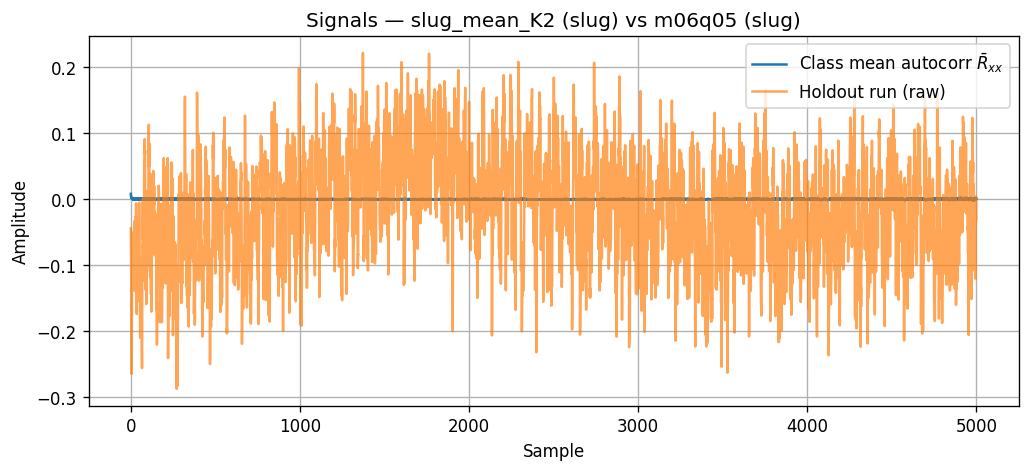 Signals — slug_mean_K2 (slug) vs m06q05 (slug)
Class mean autocorr R̄xx
Holdout run (raw)
Amplitude
0.2
0.1
0.0
−0.1
−0.2
−0.3
0 1000 2000 3000 4000 5000
Sample